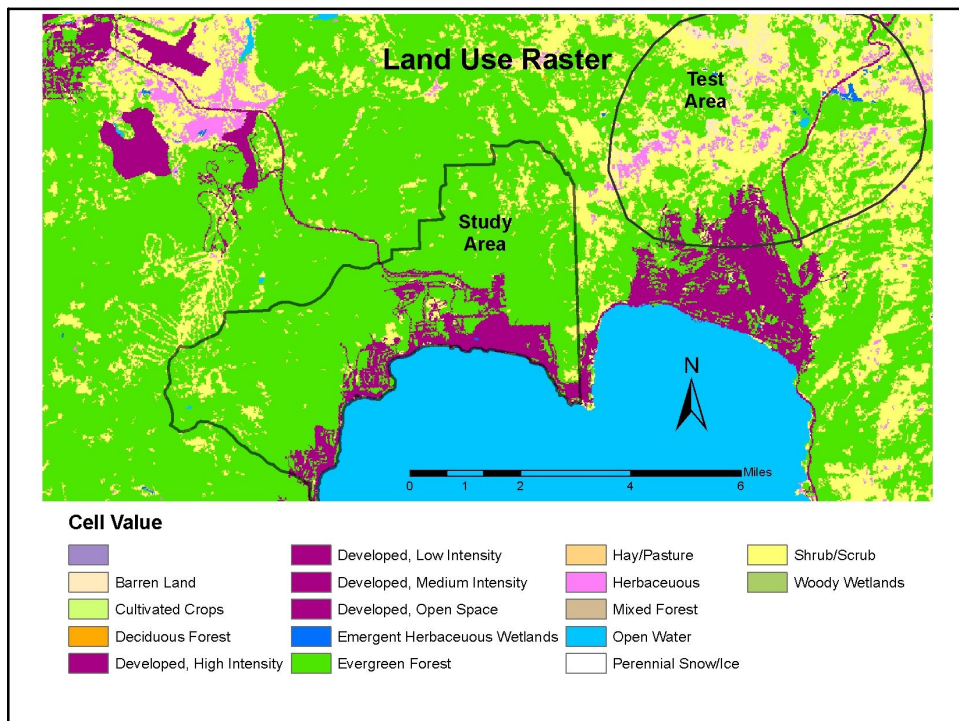 Land Use Raster
Test
Area
Study
Area
N
Miles
0 1 2 4 6
Cell Value
Barren Land
Cultivated Crops
Deciduous Forest
Developed, High Intensity
Developed, Low Intensity
Developed, Medium Intensity
Developed, Open Space
Emergent Herbaceuous Wetlands
Evergreen Forest
Hay/Pasture
Herbaceuous
Mixed Forest
Open Water
Perennial Snow/Ice
Shrub/Scrub
Woody Wetlands